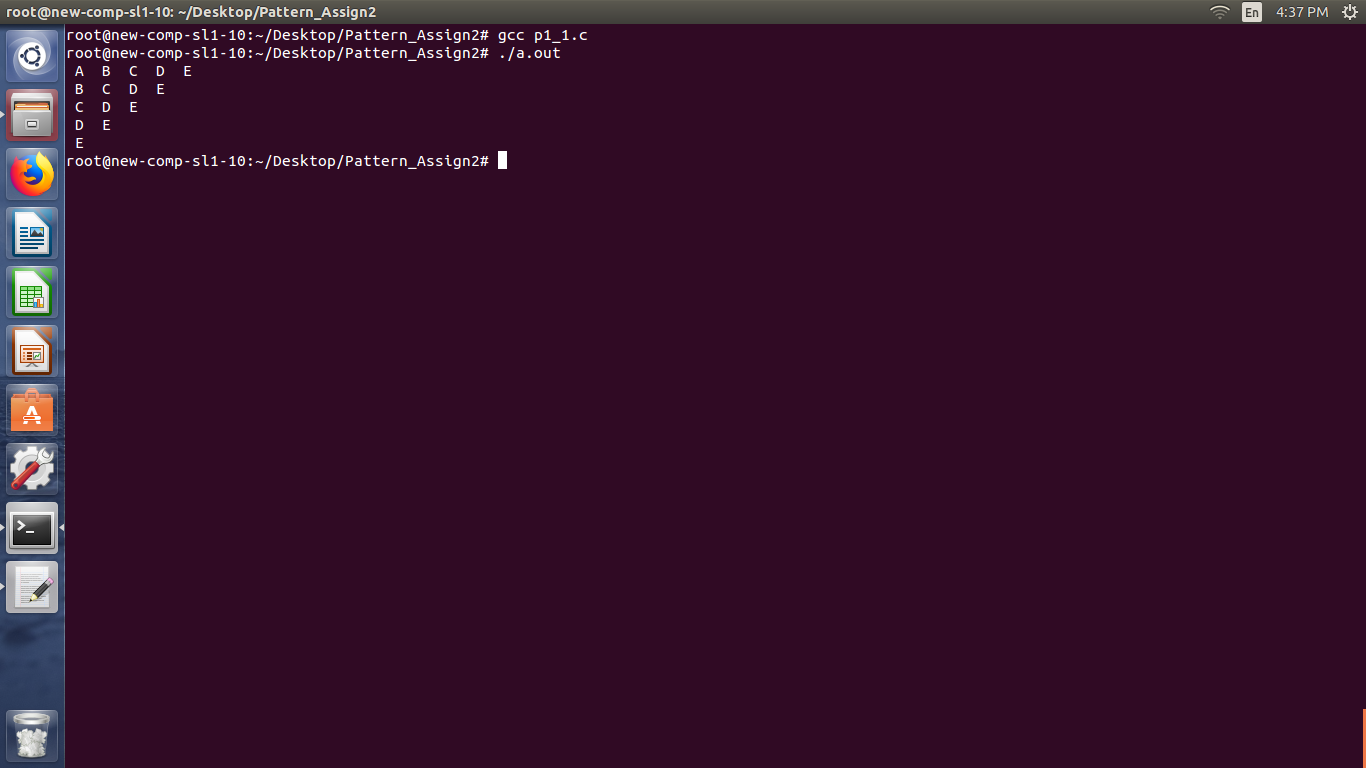 root@new-comp-sl1-10: ~/Desktop/Pattern_Assign2
En
4:37 PM
root@new-comp-sl1-10:~/Desktop/Pattern_Assign2# gcc p1_1.c
root@new-comp-sl1-10:~/Desktop/Pattern_Assign2# ./a.out
 A  B  C  D  E
 B  C  D  E
 C  D  E
 D  E
 E
root@new-comp-sl1-10:~/Desktop/Pattern_Assign2#